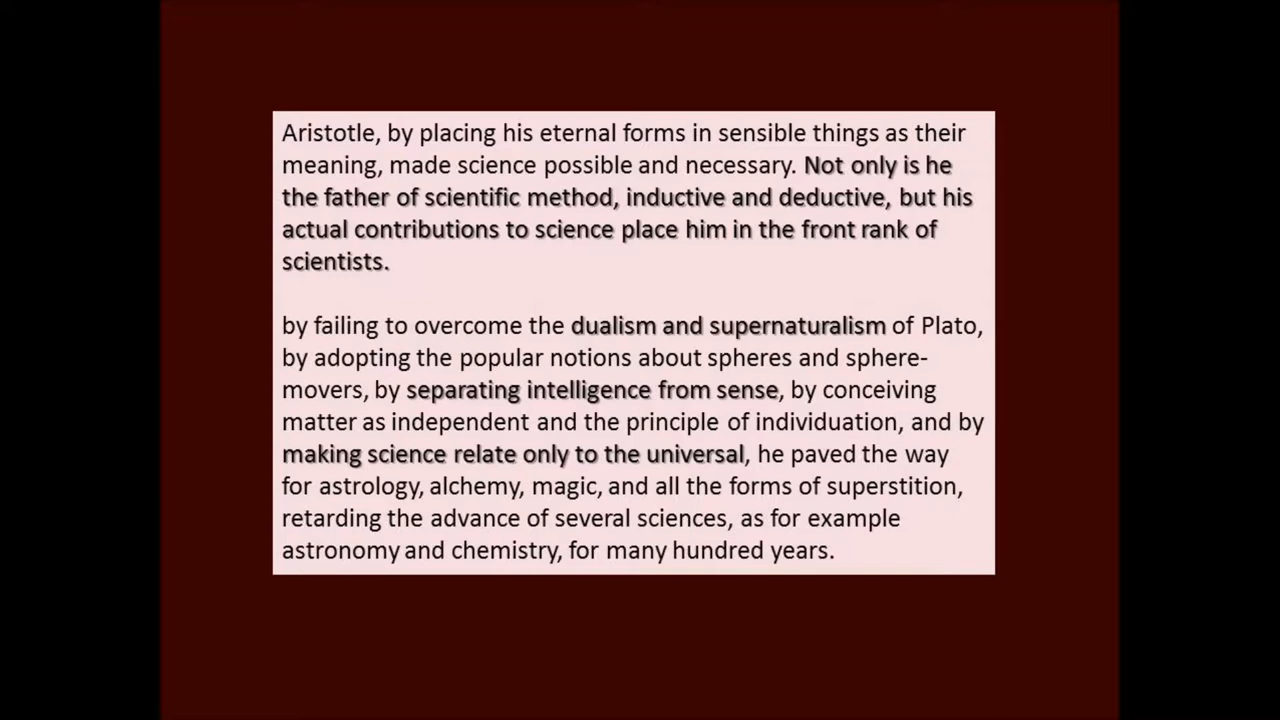 Aristotle, by placing his eternal forms in sensible things as their
meaning, made science possible and necessary. Not only is he
the father of scientific method, inductive and deductive, but his
actual contributions to science place him in the front rank of
scientists.
by failing to overcome the dualism and supernaturalism of Plato,
by adopting the popular notions about spheres and sphere-
movers, by separating intelligence from sense, by conceiving
matter as independent and the principle of individuation, and by
making science relate only to the universal, he paved the way
for astrology, alchemy, magic, and all the forms of superstition,
retarding the advance of several sciences, as for example
astronomy and chemistry, for many hundred years.